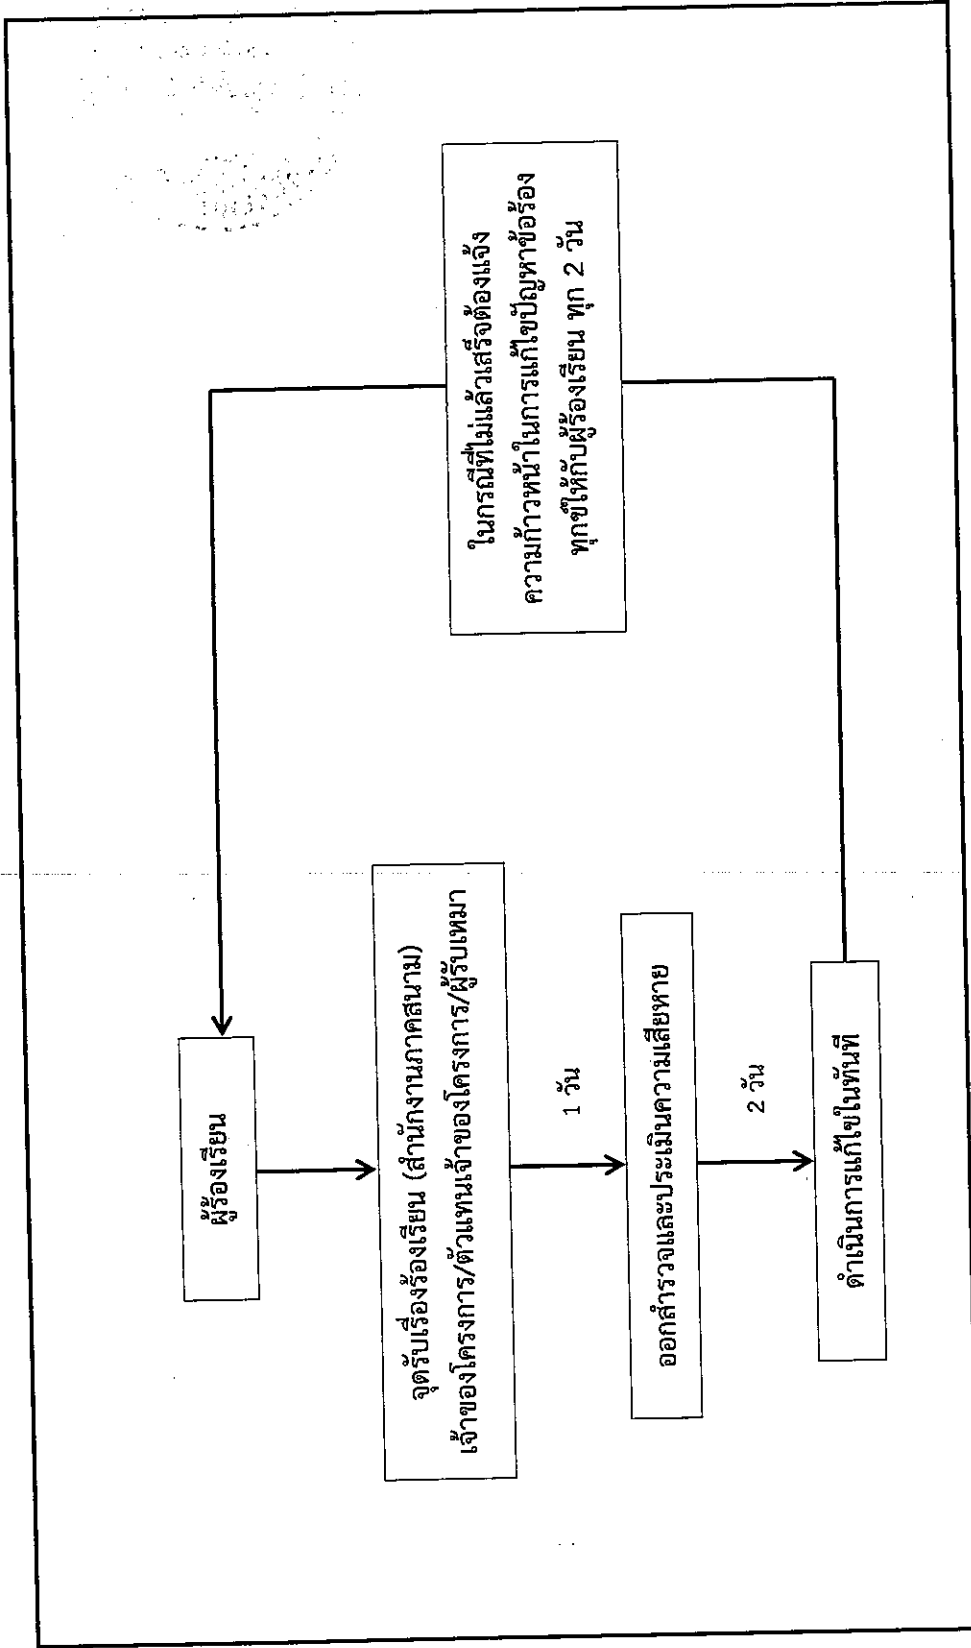 ผู้ร้องเรียน
จุดรับเรื่องร้องเรียน (สำนักงานภาคสนาม)
เจ้าของโครงการ/ตัวแทนเจ้าของโครงการ/ผู้รับเหมา
1 วัน
ออกสำรวจและประเมินความเสียหาย
2 วัน
ดำเนินการแก้ไขในทันที
ในกรณีที่ไม่แล้วเสร็จต้องแจ้ง
ความก้าวหน้าในการแก้ไขปัญหาข้อร้อง
ทุกข์ให้กับผู้ร้องเรียน ทุก 2 วัน